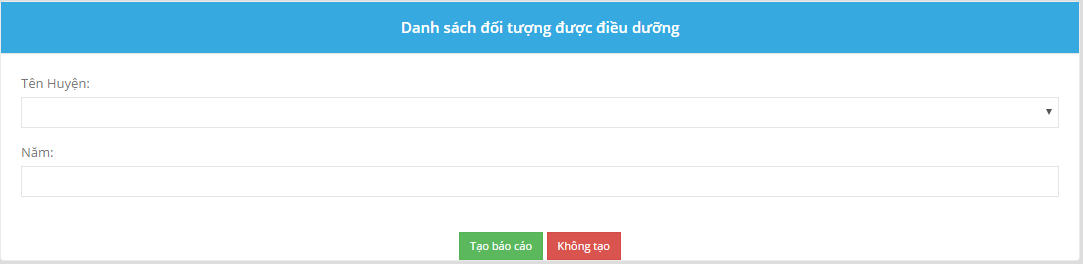 Danh sách đối tượng được điều dưỡng
Tên Huyện:
Năm:
Tạo báo cáo Không tạo